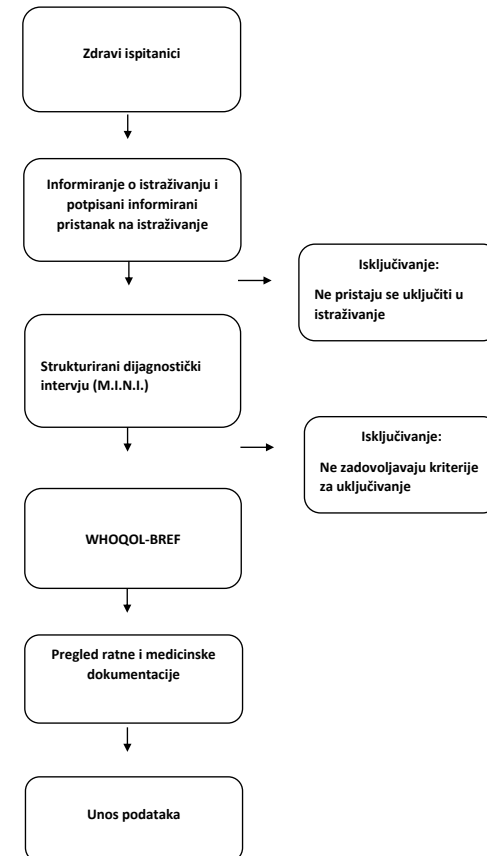 Zdravi ispitanici
Informiranje o istraživanju i
potpisani informirani
pristanak na istraživanje
Isključivanje:
Ne pristaju se uključiti u
istraživanje
Strukturirani dijagnostički
intervju (M.I.N.I.)
Isključivanje:
Ne zadovoljavaju kriterije
za uključivanje
WHOQOL-BREF
Pregled ratne i medicinske
dokumentacije
Unos podataka